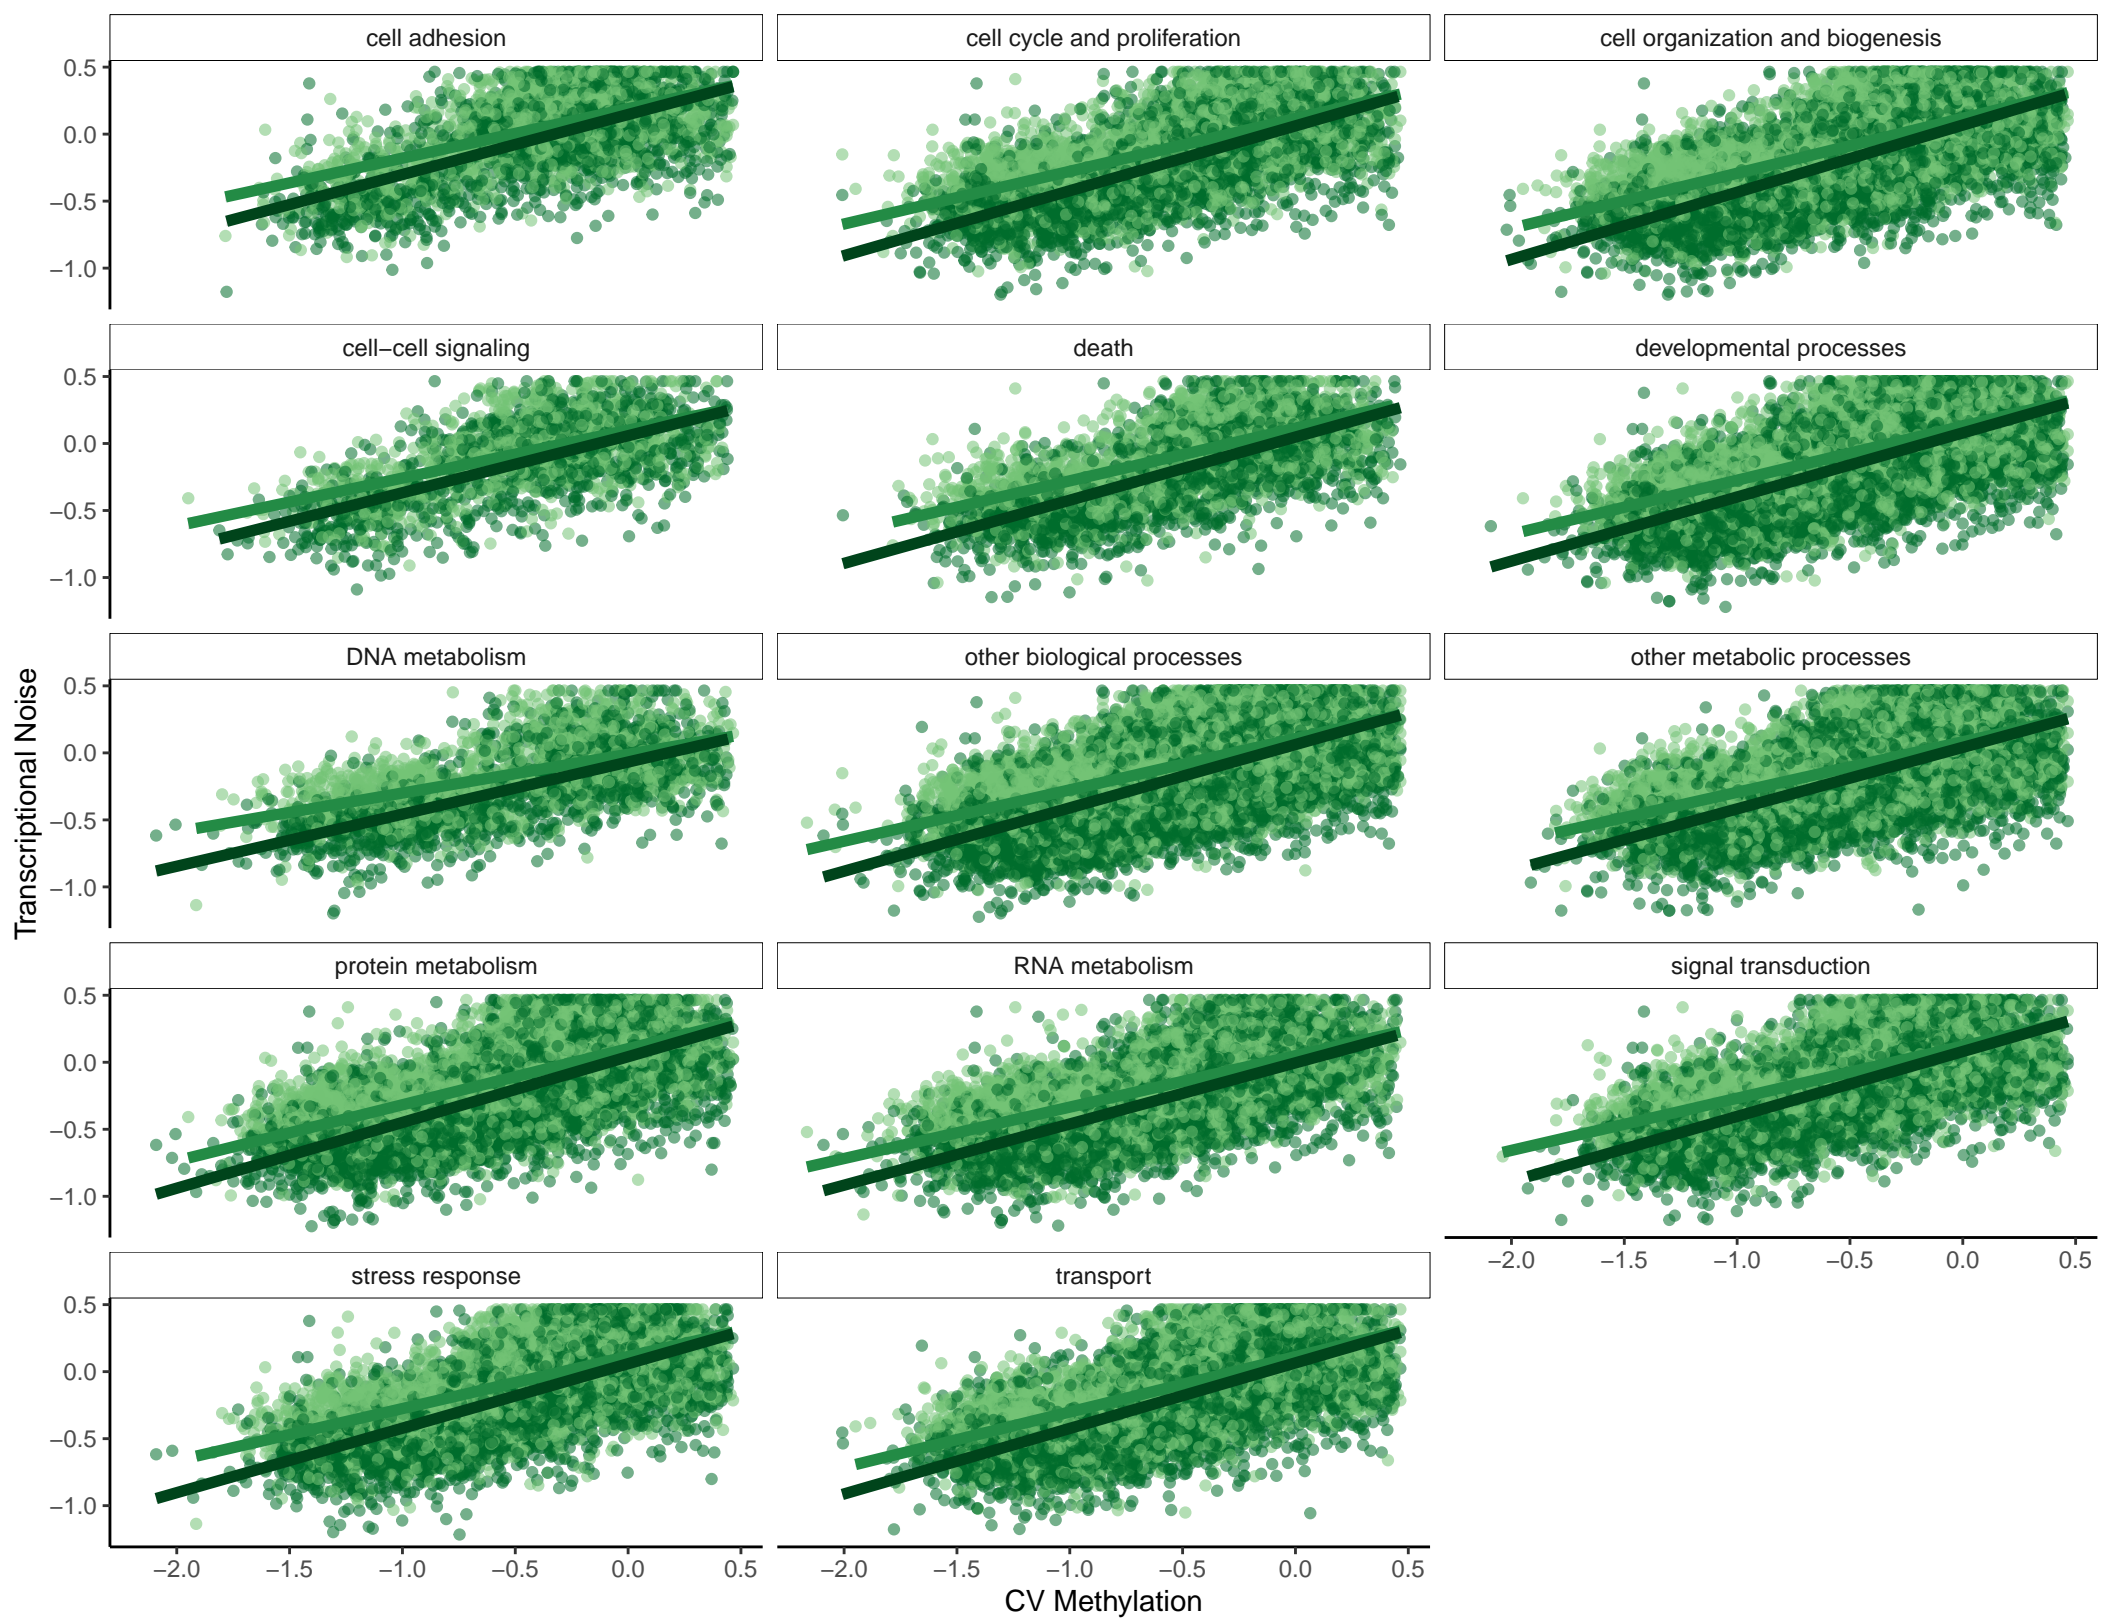 cell adhesion
cell cycle and proliferation
cell organization and biogenesis
0.5
0.0
−0.5
−1.0
cell−cell signaling
death
developmental processes
0.5
0.0
−0.5
−1.0
DNA metabolism
other biological processes
other metabolic processes
0.5
0.0
−0.5
−1.0
Transcriptional Noise
protein metabolism
RNA metabolism
signal transduction
0.5
0.0
−0.5
−1.0
−2.0 −1.5 −1.0 −0.5 0.0 0.5
stress response
transport
0.5
0.0
−0.5
−1.0
−2.0 −1.5 −1.0 −0.5 0.0 0.5
−2.0 −1.5 −1.0 −0.5 0.0 0.5
CV Methylation